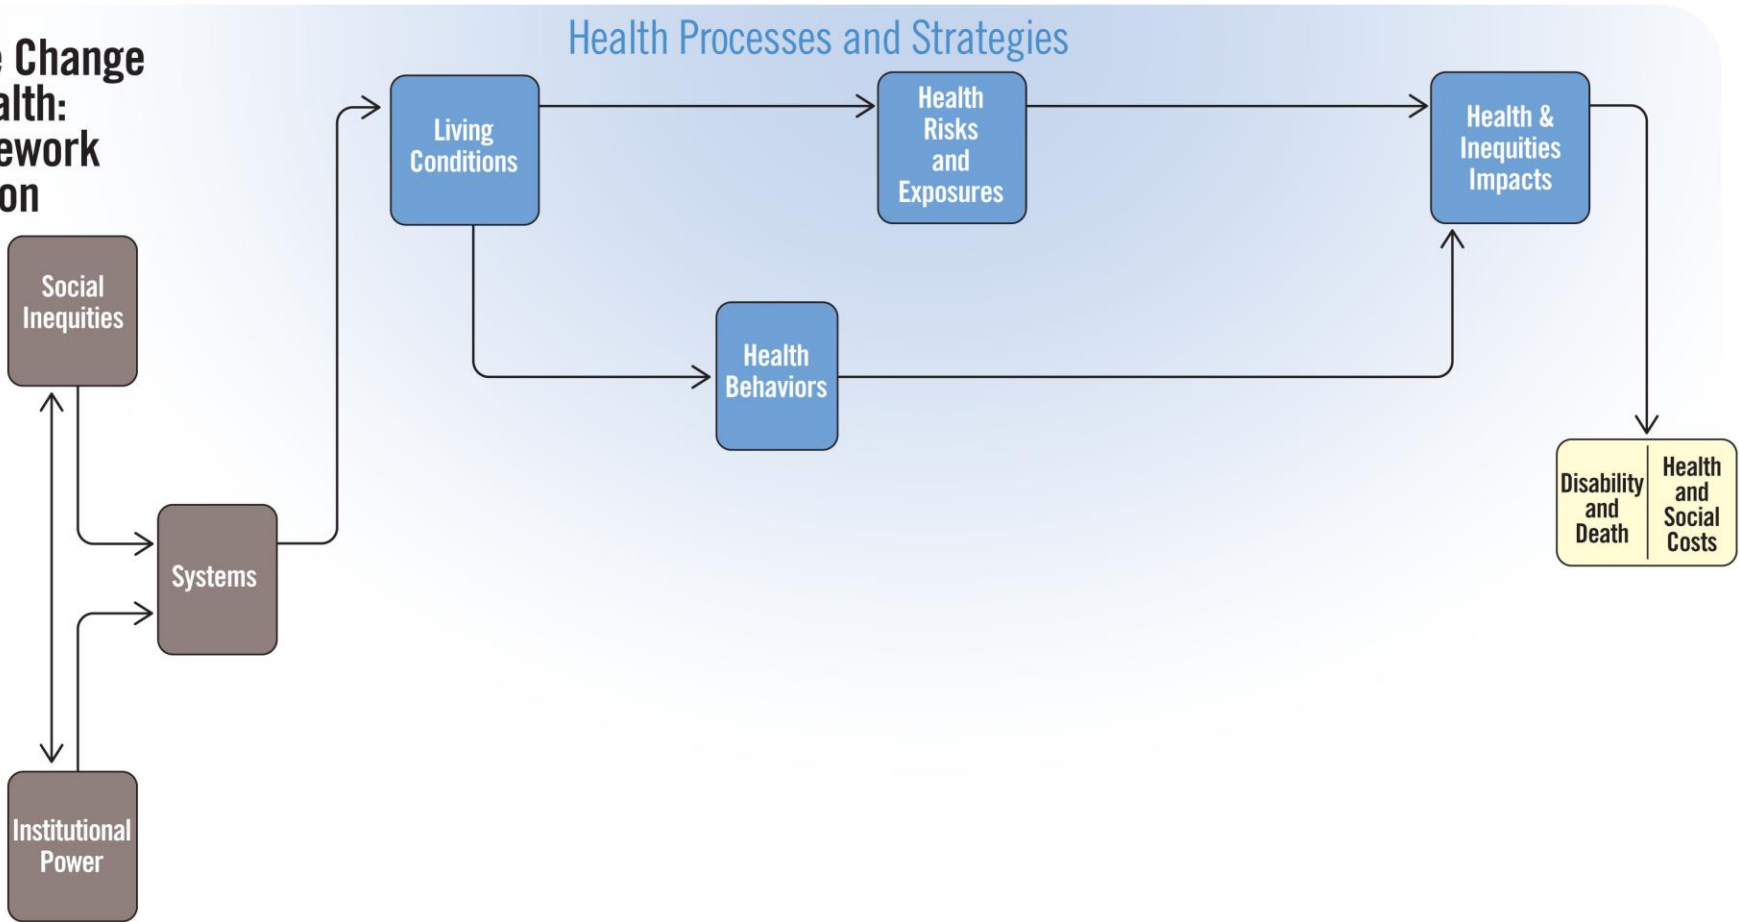 e Change
alth:
ework
on
Health Processes and Strategies
Living
Conditions
Health
Risks
and
Exposures
Health &
Inequities
Impacts
Social
Inequities
Health
Behaviors
Disability
and
Death
Health
and
Social
Costs
Systems
Institutional
Power